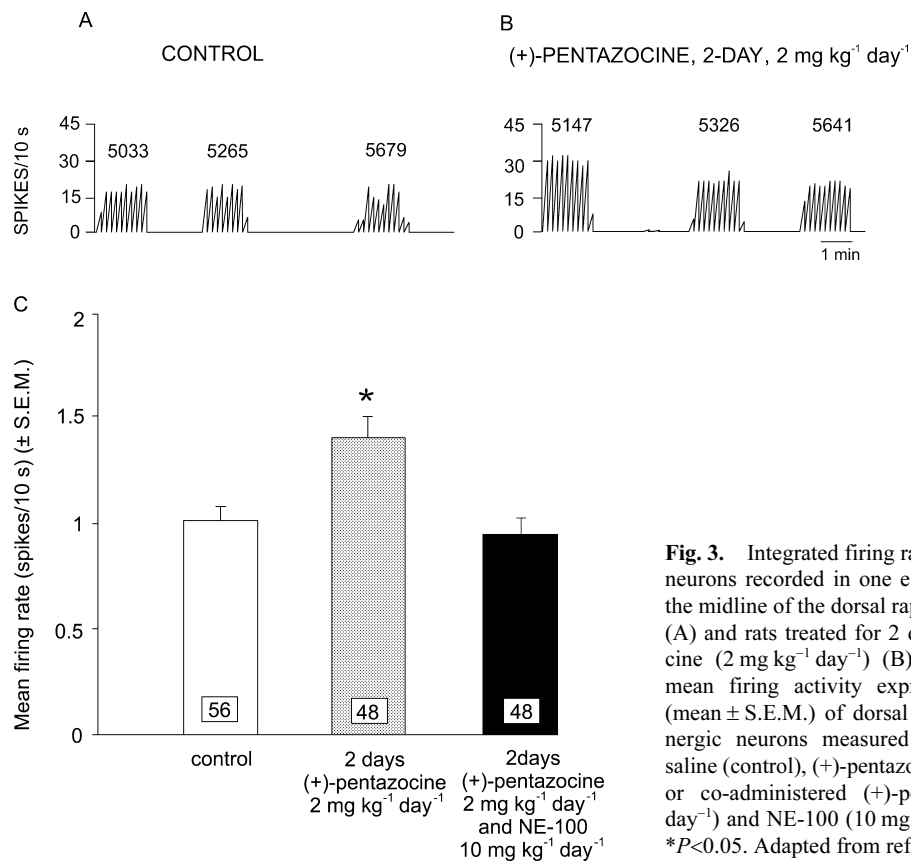 A
CONTROL
SPIKES/10 s
45
30
15
0
5033
5265
5679
B
(+)-PENTAZOCINE, 2-DAY, 2 mg kg⁻¹ day⁻¹
45
30
15
0
5147
5326
5641
1 min
C
Mean firing rate (spikes/10 s) (± S.E.M.)
2
1.5
1
0.5
0
*
56
48
48
control
2 days
(+)-pentazocine
2 mg kg⁻¹ day⁻¹
2days
(+)-pentazocine
2 mg kg⁻¹ day⁻¹
and NE-100
10 mg kg⁻¹ day⁻¹
Fig. 3. Integrated firing
neurons recorded in one
the midline of the dorsal
(A) and rats treated for 2
cine (2 mg kg⁻¹ day⁻¹) (B)
mean firing activity
(mean ± S.E.M.) of dorsal
nergic neurons measured
saline (control),
or co-administered
day⁻¹) and NE-100 (10 mg
*P<0.05. Adapted from